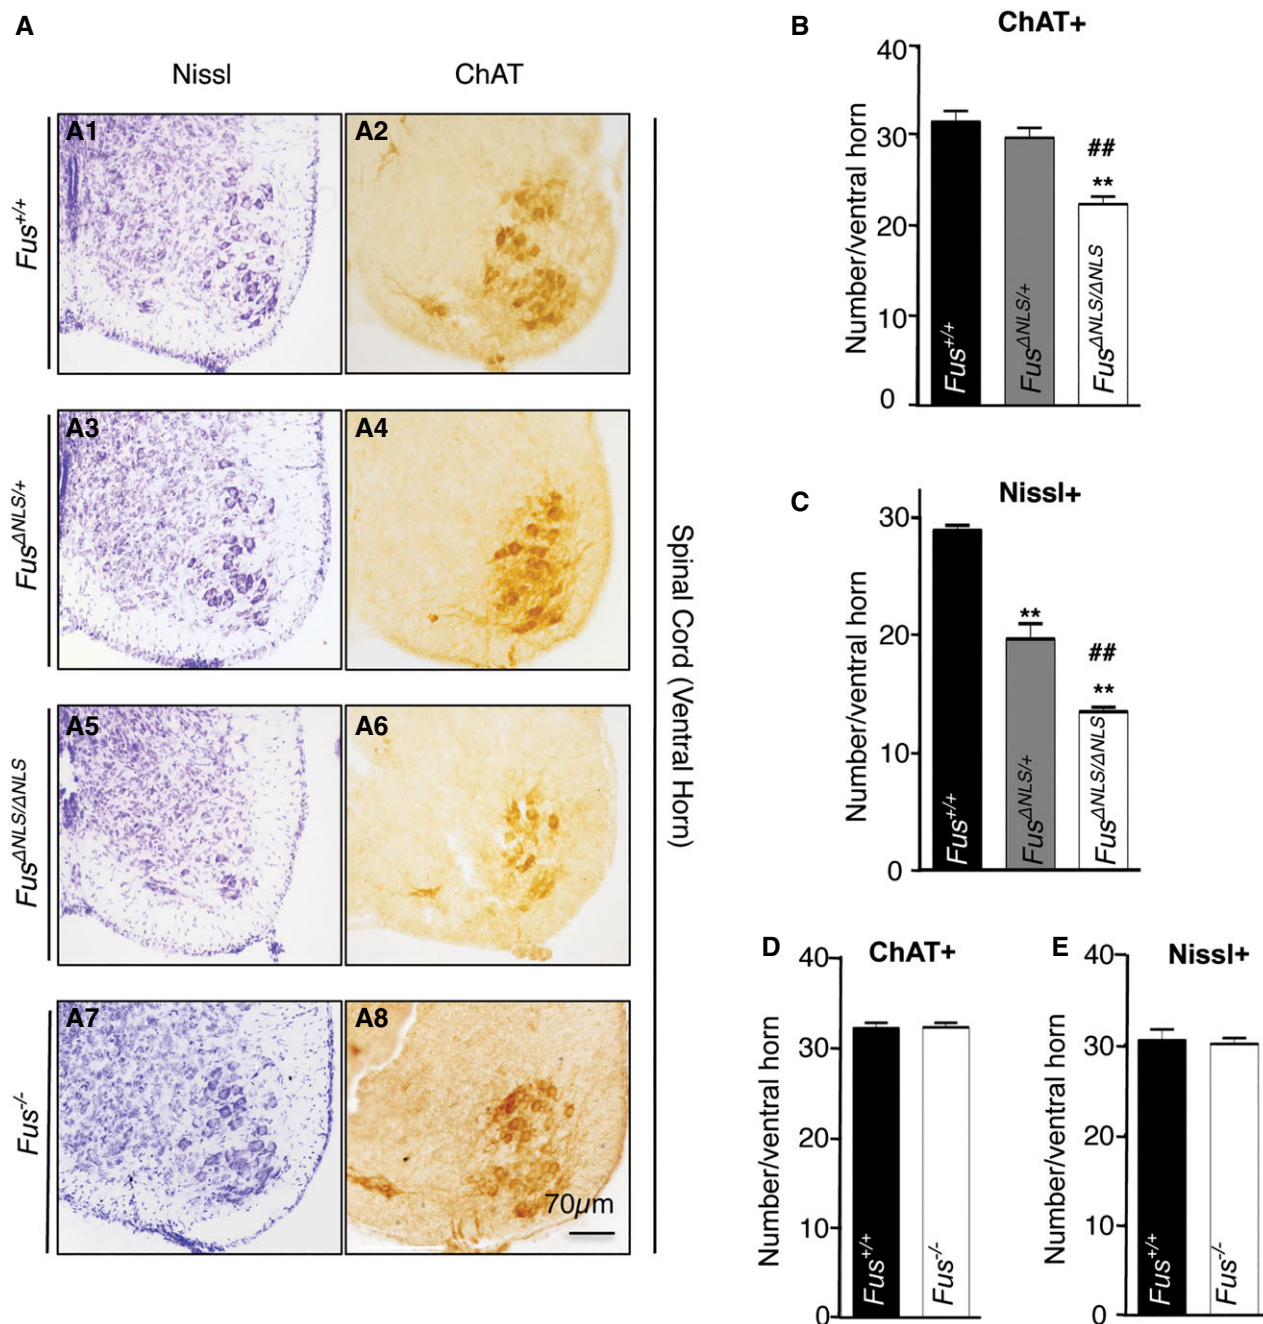 A
Nissl
ChAT
A1
A2
Fus+/+
A3
A4
FusΔNLS/+
A5
A6
FusΔNLS/ΔNLS
A7
A8
Fus-/-
70µm
Spinal Cord (Ventral Horn)
B
ChAT+
Number/ventral horn
40
30
20
10
0
##
**
Fus+/+
FusΔNLS/+
FusΔNLS/ΔNLS
C
Nissl+
Number/ventral horn
30
20
10
0
**
##
**
Fus+/+
FusΔNLS/+
FusΔNLS/ΔNLS
D
ChAT+
Number/ventral horn
40
30
20
10
0
Fus+/+
Fus-/-
E
Nissl+
Number/ventral horn
40
30
20
10
0
Fus+/+
Fus-/-